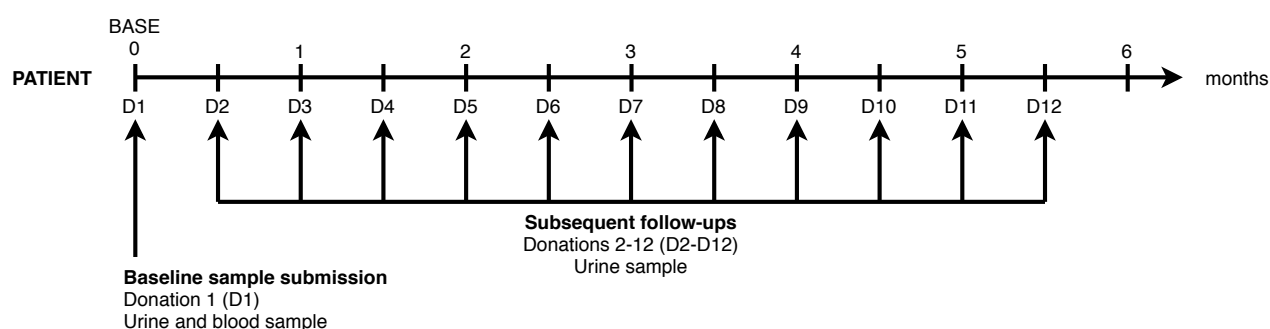 BASE
0 1 2 3 4 5 6
PATIENT months
D1 D2 D3 D4 D5 D6 D7 D8 D9 D10 D11 D12
Subsequent follow-ups
Donations 2-12 (D2-D12)
Urine sample
Baseline sample submission
Donation 1 (D1)
Urine and blood sample